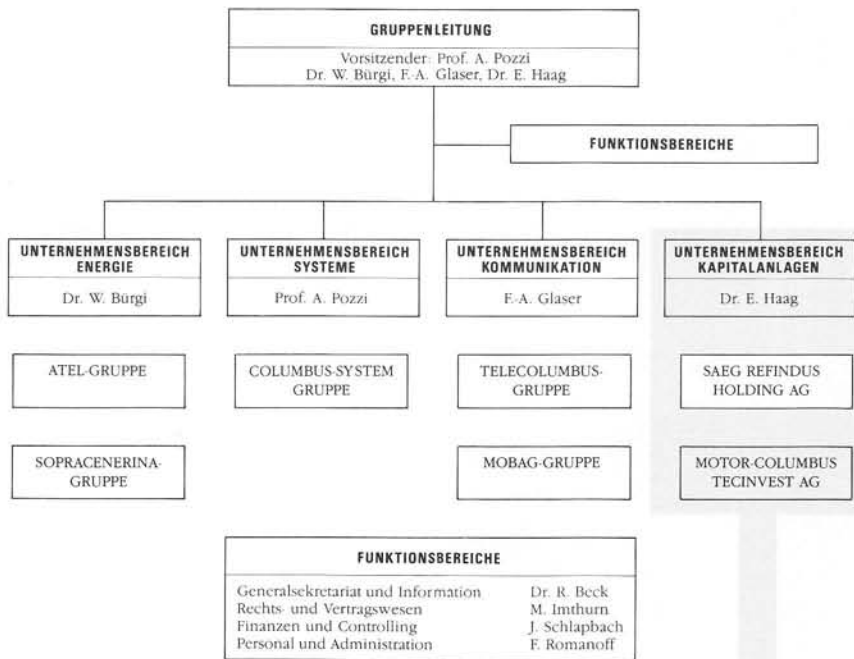 GRUPPENLEITUNG
Vorsitzender: Prof. A. Pozzi
Dr. W. Bürgi, F.-A. Glaser, Dr. E. Haag
FUNKTIONSBEREICHE
UNTERNEHMENSBEREICH
ENERGIE
Dr. W. Bürgi
UNTERNEHMENSBEREICH
SYSTEME
Prof. A. Pozzi
UNTERNEHMENSBEREICH
KOMMUNIKATION
F.-A. Glaser
UNTERNEHMENSBEREICH
KAPITALANLAGEN
Dr. E. Haag
ATEL-GRUPPE
COLUMBUS-SYSTEM
GRUPPE
TELECOLUMBUS-
GRUPPE
SAEG REFINDUS
HOLDING AG
SOPRACENERINA-
GRUPPE
MOBAG-GRUPPE
MOTOR-COLUMBUS
TECINVEST AG
FUNKTIONSBEREICHE
Generalsekretariat und Information Dr. R. Beck
Rechts- und Vertragswesen M. Imthurn
Finanzen und Controlling J. Schlapbach
Personal und Administration F. Romanoff